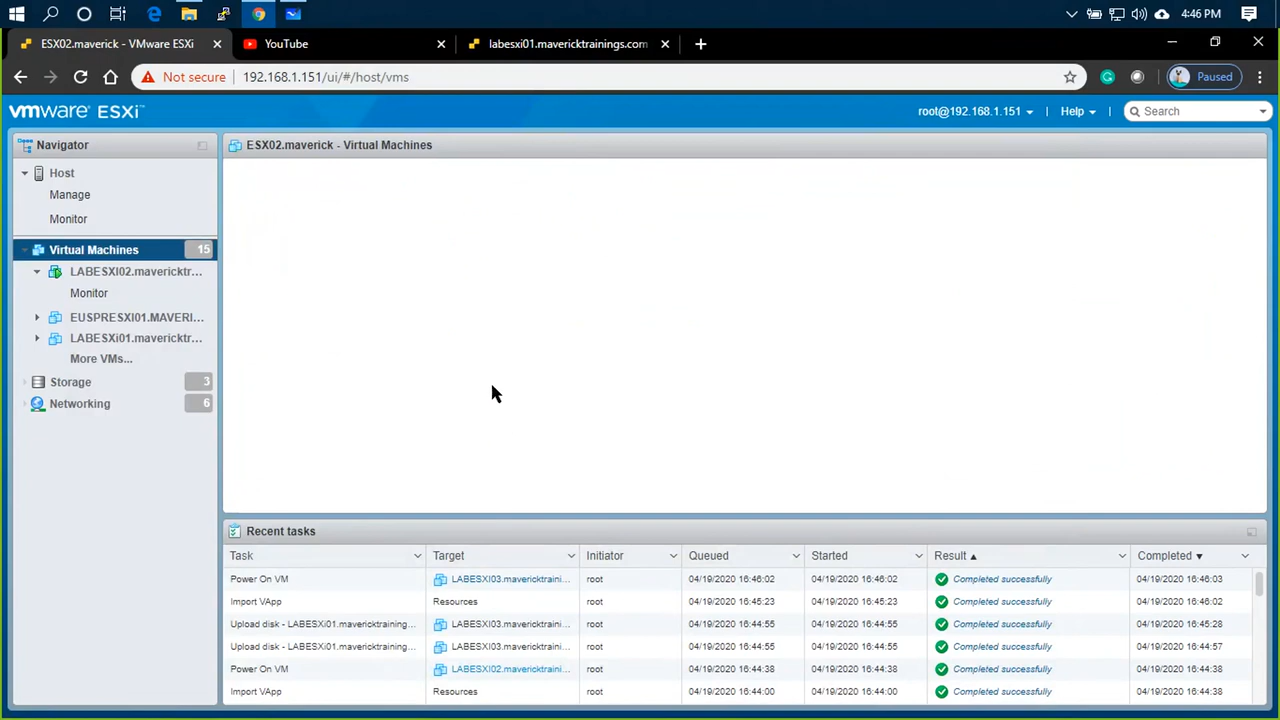 4:46 PM
ESX02.maverick - VMware ESXi
YouTube
labesxi01.mavericktrainings.com
Not secure
192.168.1.151/ui/#/host/vms
Paused
vmware ESXi™
root@192.168.1.151
Help
Search
Navigator
Host
Manage
Monitor
Virtual Machines 15
LABESXI02.mavericktr...
Monitor
EUSPRESXI01.MAVERI...
LABESXi01.mavericktr...
More VMs...
Storage 3
Networking 6
ESX02.maverick - Virtual Machines
Recent tasks
Task Target Initiator Queued Started Result Completed
Power On VM LABESXI03.mavericktraini... root 04/19/2020 16:46:02 04/19/2020 16:46:02 Completed successfully 04/19/2020 16:46:03
Import VApp Resources root 04/19/2020 16:45:23 04/19/2020 16:45:23 Completed successfully 04/19/2020 16:46:02
Upload disk - LABESXi01.mavericktraining... LABESXI03.mavericktraini... root 04/19/2020 16:44:55 04/19/2020 16:44:55 Completed successfully 04/19/2020 16:45:28
Upload disk - LABESXi01.mavericktraining... LABESXI03.mavericktraini... root 04/19/2020 16:44:55 04/19/2020 16:44:55 Completed successfully 04/19/2020 16:44:57
Power On VM LABESXI02.mavericktraini... root 04/19/2020 16:44:38 04/19/2020 16:44:38 Completed successfully 04/19/2020 16:44:38
Import VApp Resources root 04/19/2020 16:44:00 04/19/2020 16:44:00 Completed successfully 04/19/2020 16:44:38